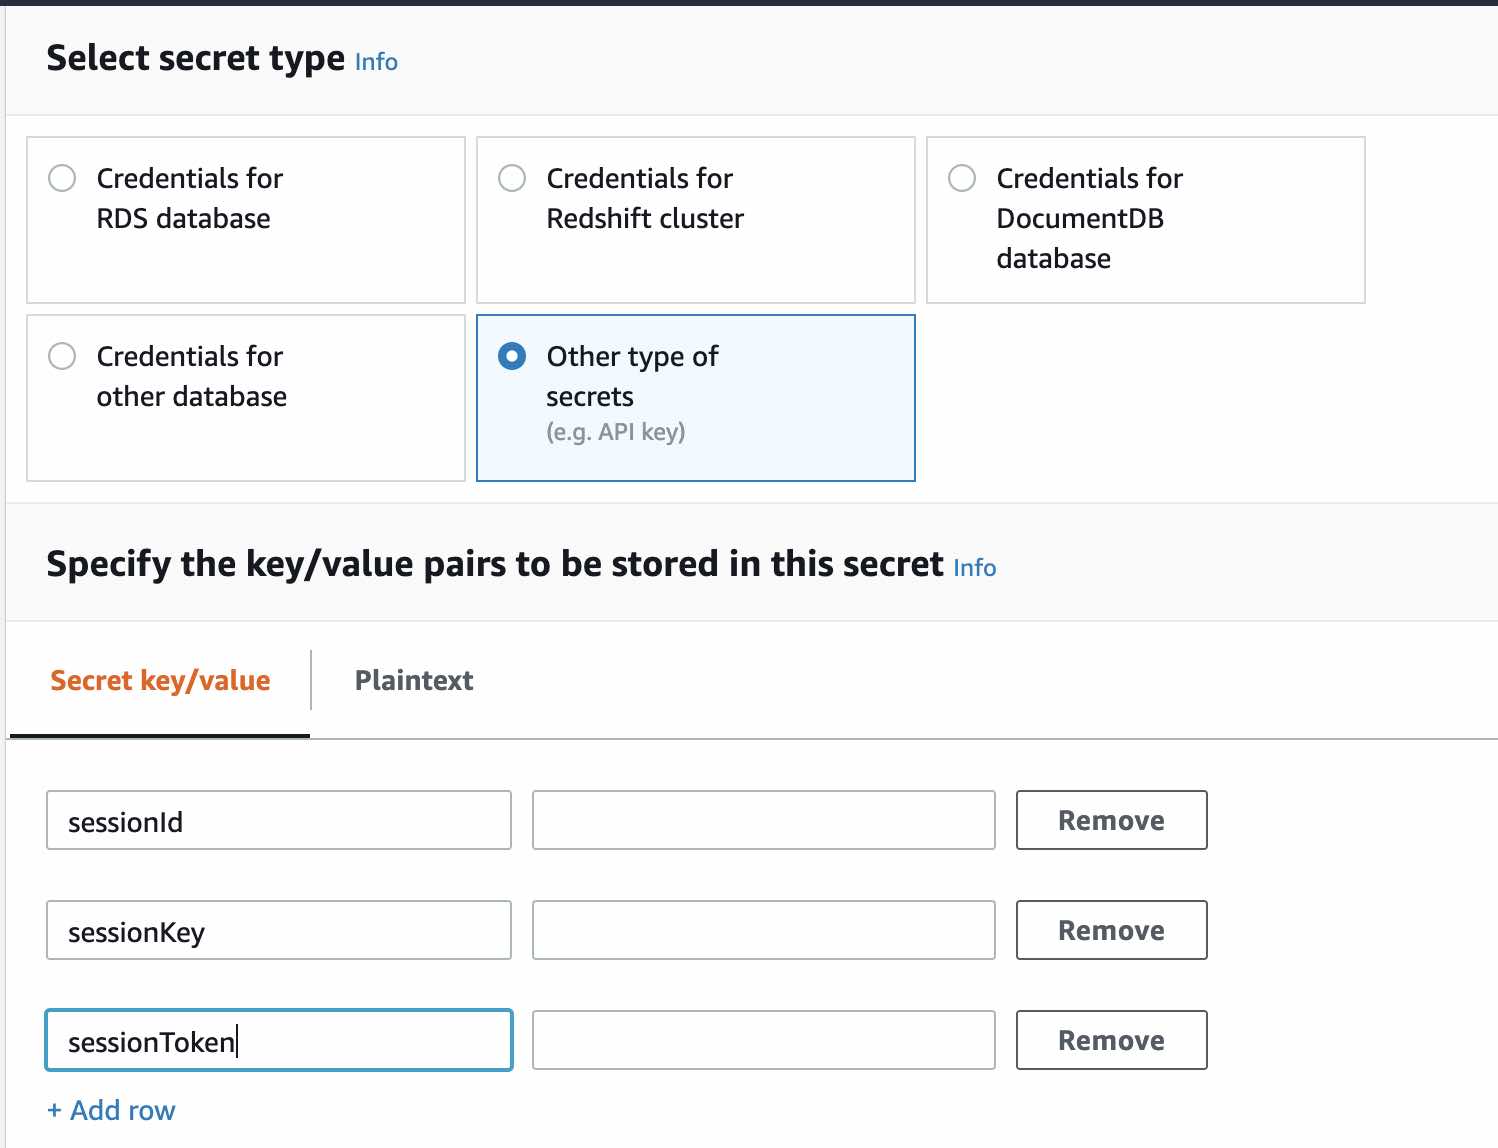 Select secret type Info
Credentials for
RDS database
Credentials for
Redshift cluster
Credentials for
DocumentDB
database
Credentials for
other database
Other type of
secrets
(e.g. API key)
Specify the key/value pairs to be stored in this secret Info
Secret key/value
Plaintext
sessionId
Remove
sessionKey
Remove
sessionToken
Remove
+ Add row